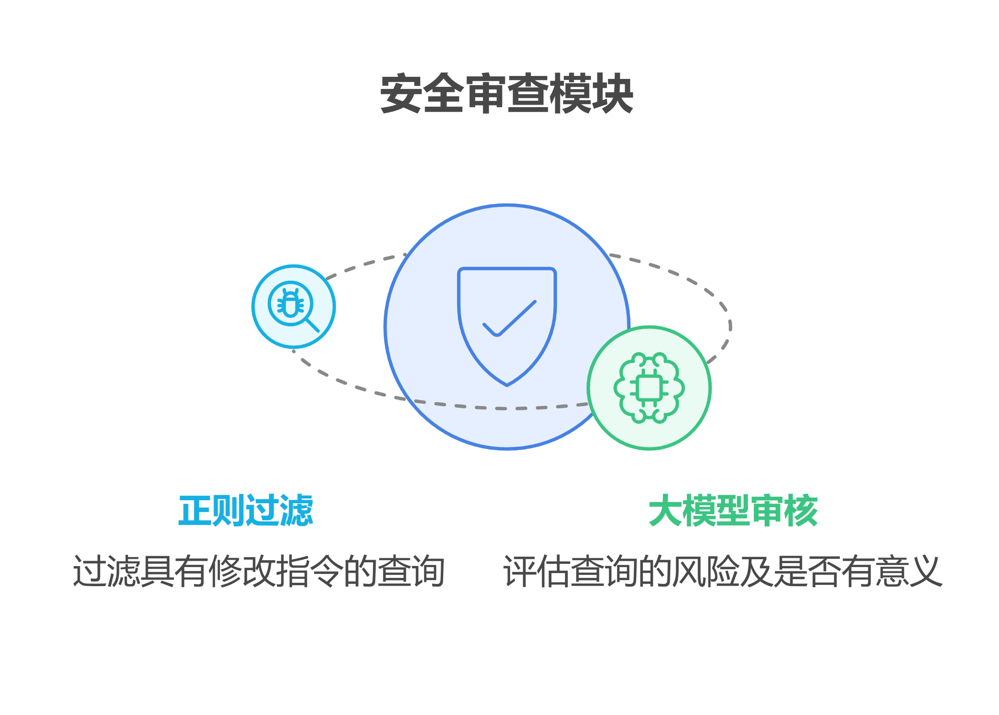 安全审查模块
正则过滤
大模型审核
过滤具有修改指令的查询
评估查询的风险及是否有意义